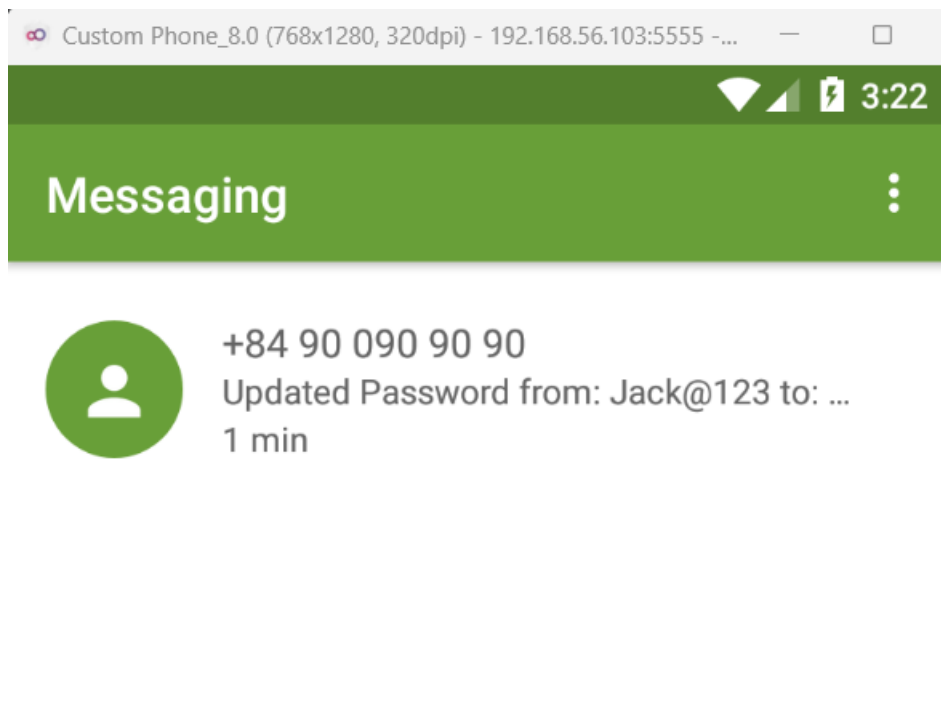 Custom Phone_8.0 (768x1280, 320dpi) - 192.168.56.103:5555 -...
3:22
Messaging
+84 90 090 90 90
Updated Password from: Jack@123 to: ...
1 min